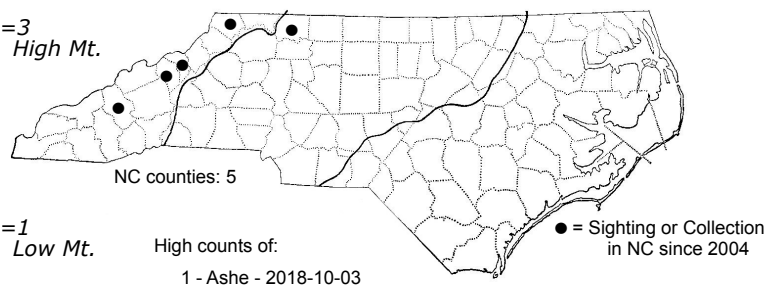 =3
High Mt.
NC counties: 5
=1
Low Mt.
High counts of:
1 - Ashe - 2018-10-03
● = Sighting or Collection
in NC since 2004